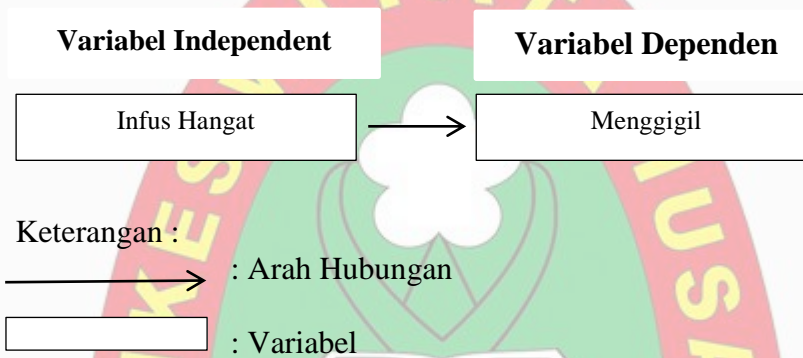 Variabel Independent Variabel Dependen
Infus Hangat Menggigil
Keterangan :
: Arah Hubungan
: Variabel